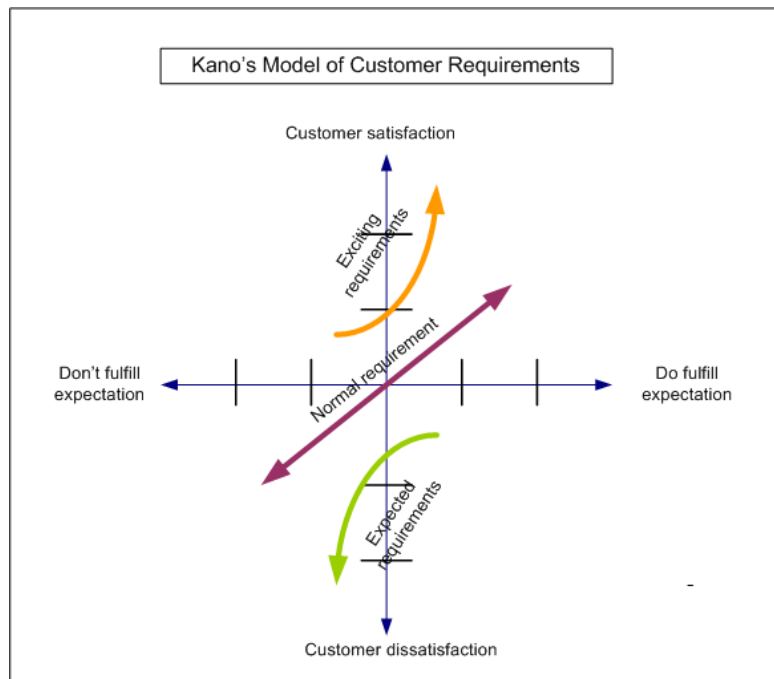 Kano's Model of Customer Requirements
Customer satisfaction
Exciting
requirements
Normal requirement
Don't fulfill
expectation
Do fulfill
expectation
Expected
requirements
-
Customer dissatisfaction